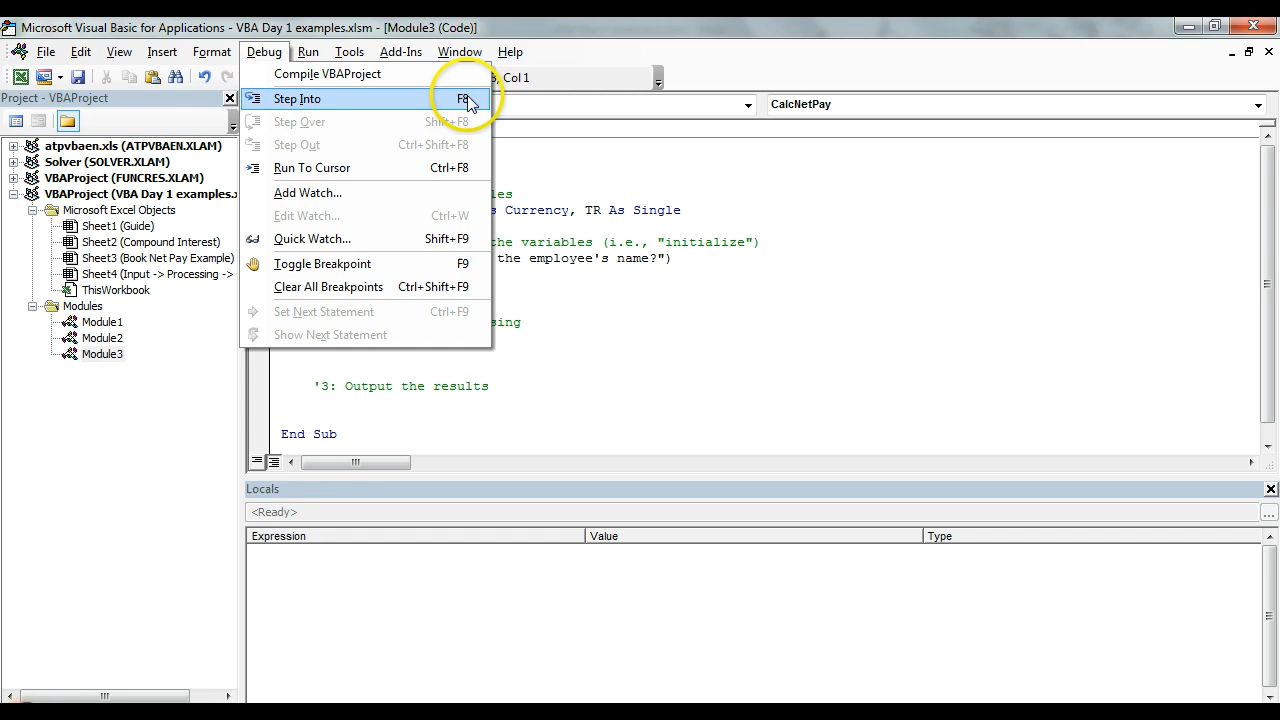 Microsoft Visual Basic for Applications - VBA Day 1 examples.xlsm - [Module3 (Code)]
File Edit View Insert Format Debug Run Tools Add-Ins Window Help
Col 1
Project - VBAProject
CalcNetPay
atpvbaen.xls (ATPVBAEN.XLAM)
Solver (SOLVER.XLAM)
VBAProject (FUNCRES.XLAM)
VBAProject (VBA Day 1 examples.x
Microsoft Excel Objects
Sheet1 (Guide)
Sheet2 (Compound Interest)
Sheet3 (Book Net Pay Example)
Sheet4 (Input -> Processing ->
ThisWorkbook
Modules
Module1
Module2
Module3
Compile VBAProject
Step Into F8
Step Over Shift+F8
Step Out Ctrl+Shift+F8
Run To Cursor Ctrl+F8
Add Watch...
Edit Watch... Ctrl+W
Quick Watch... Shift+F9
Toggle Breakpoint F9
Clear All Breakpoints Ctrl+Shift+F9
Set Next Statement Ctrl+F9
Show Next Statement
les
s Currency, TR As Single
the variables (i.e., "initialize")
the employee's name?")
sing
'3: Output the results
End Sub
Locals
<Ready>
Expression Value Type